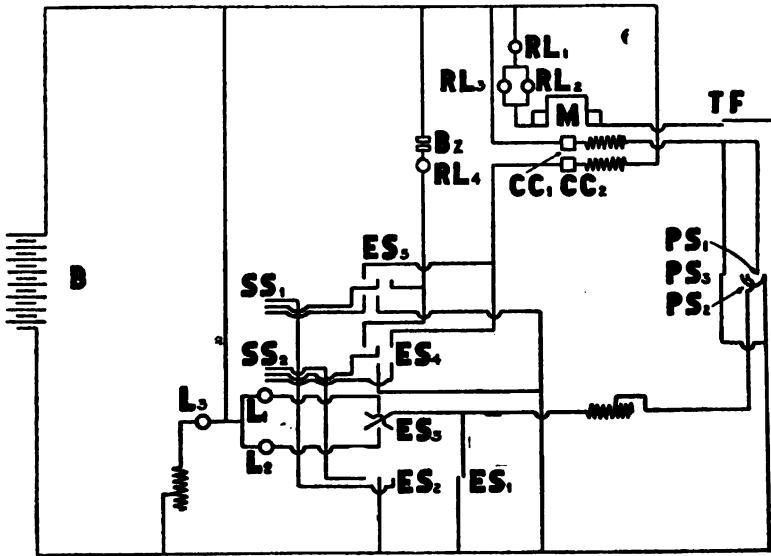 RL1
RL3 RL2
TF
M
BZ
RL4
CC1 CC2
ES5
PS1
B
SS1
PS3
PS2
SS2
ES4
L3
L1
ES3
L2
ES2 ES1